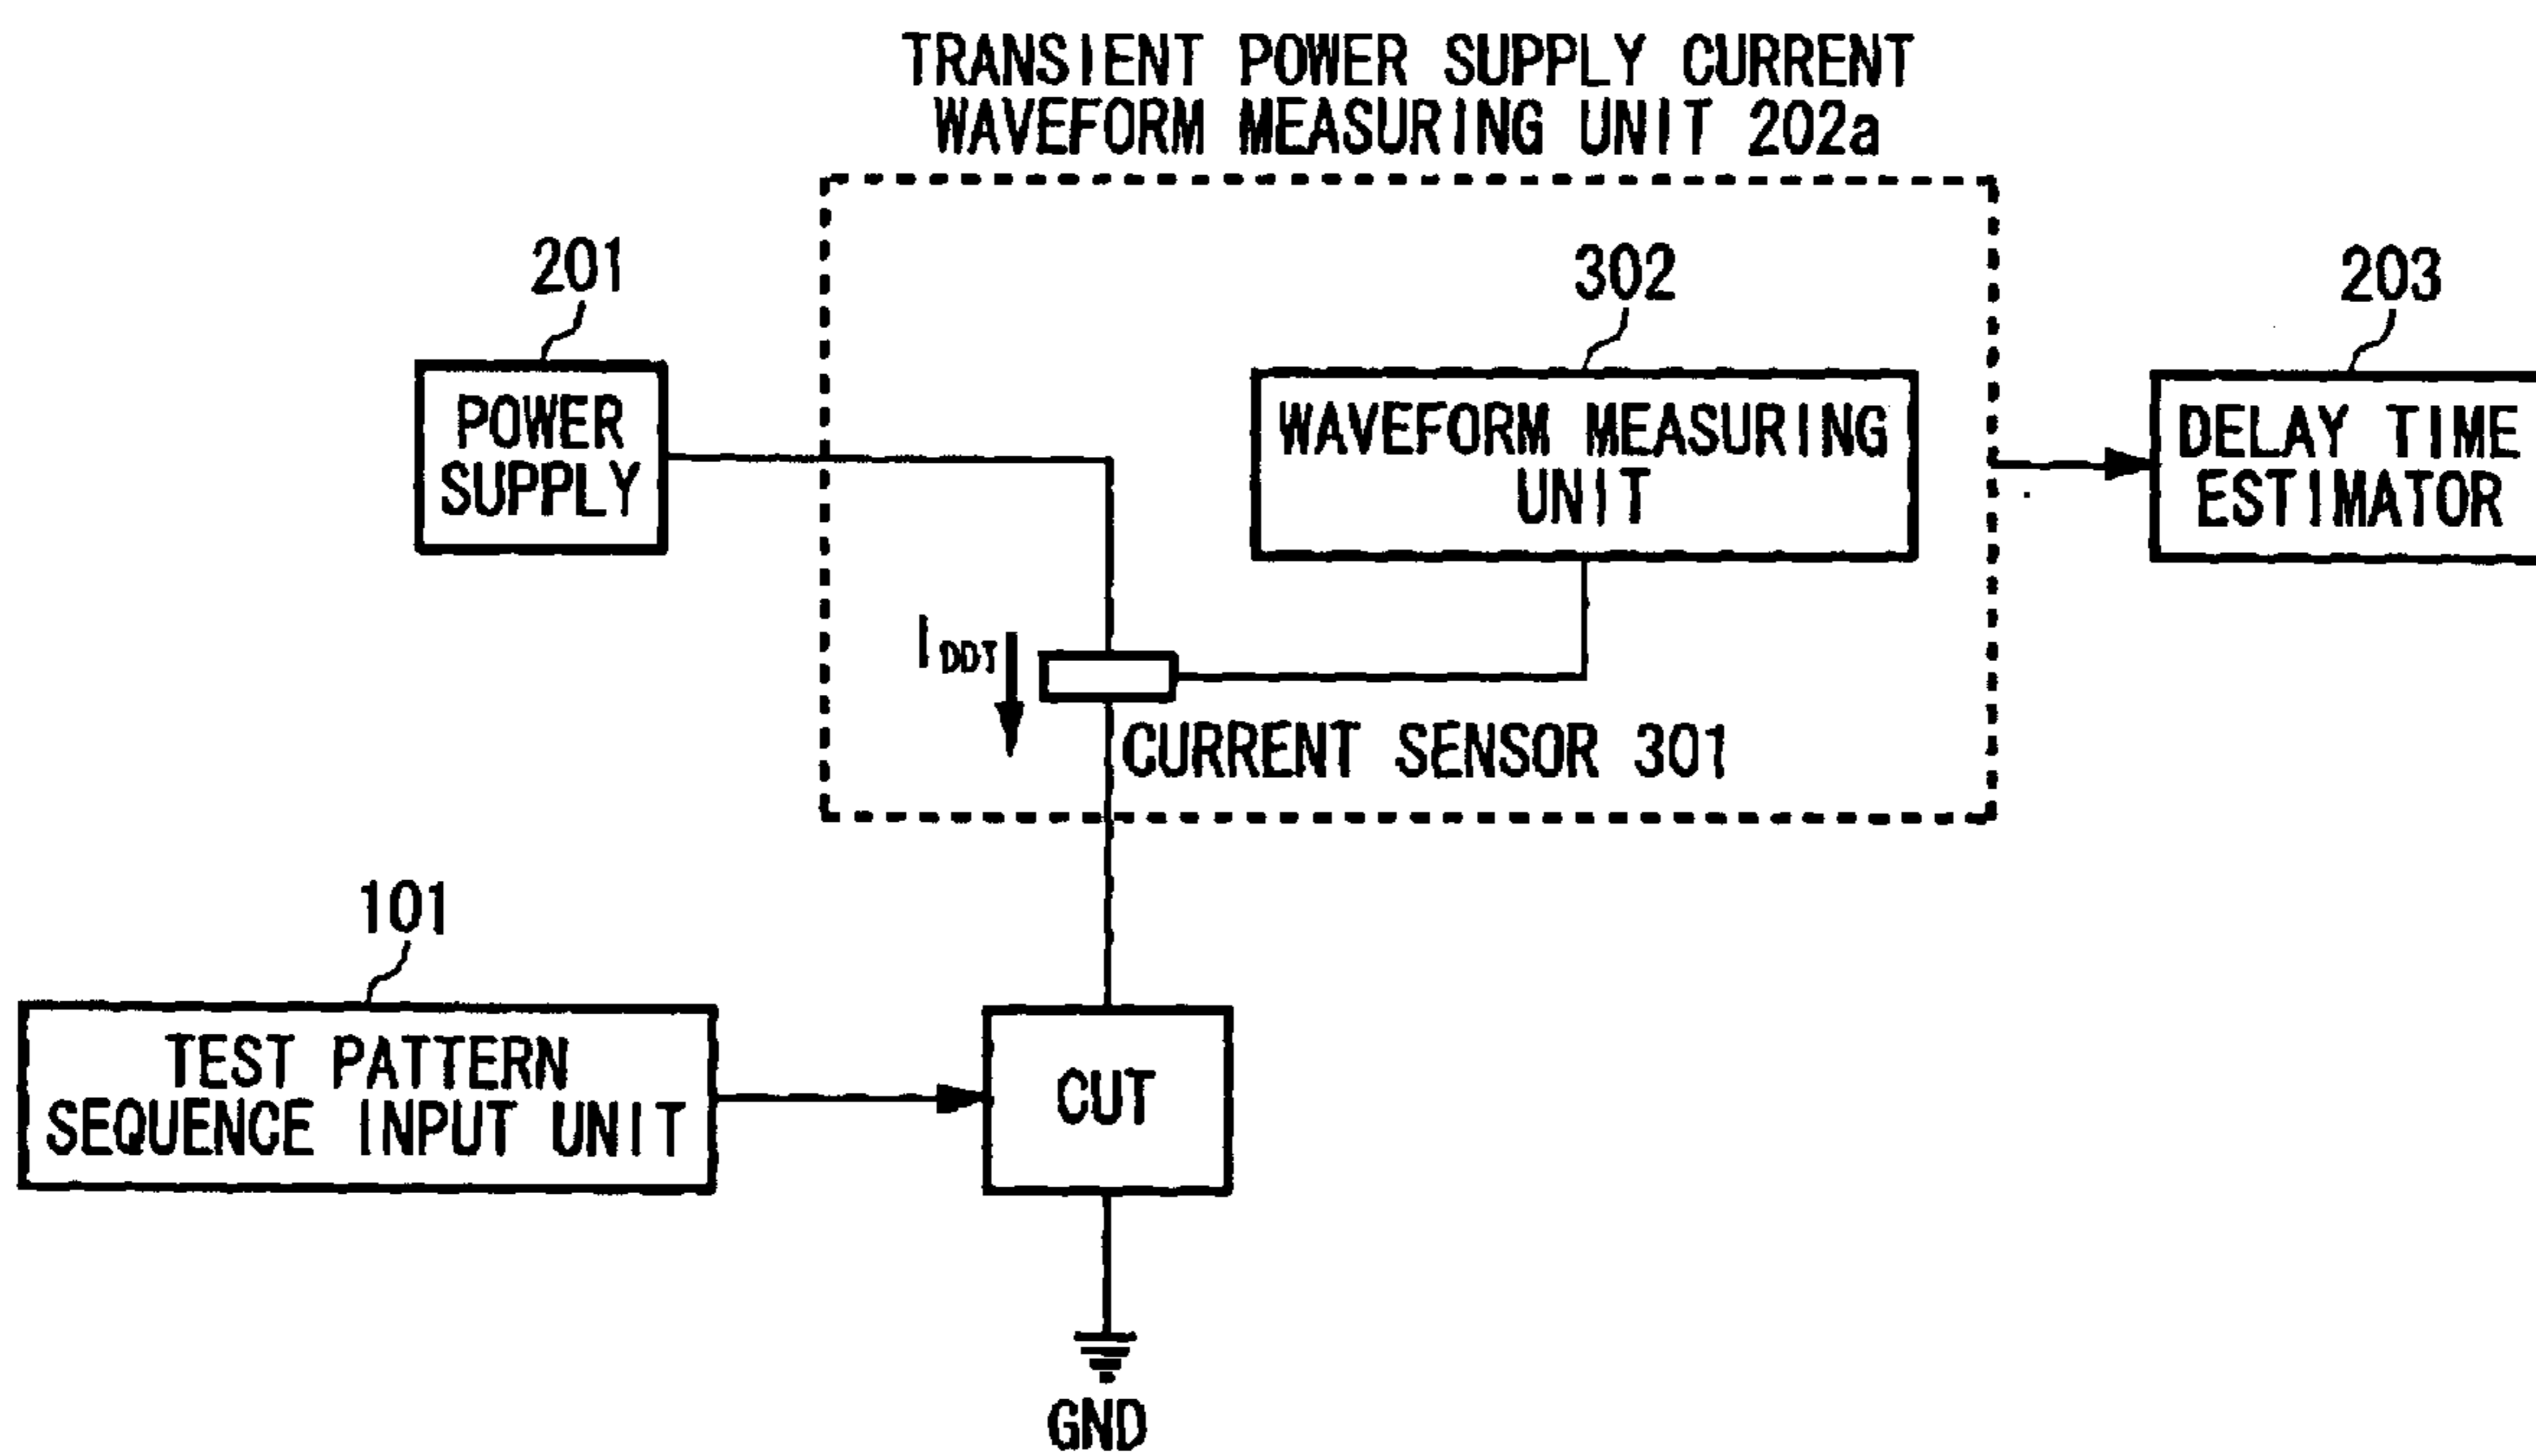 TRANSIENT POWER SUPPLY CURRENT
WAVEFORM MEASURING UNIT 202a
201
302
203
POWER
SUPPLY
WAVEFORM MEASURING
UNIT
DELAY TIME
ESTIMATOR
IDDT
CURRENT SENSOR 301
101
TEST PATTERN
SEQUENCE INPUT UNIT
CUT
GND